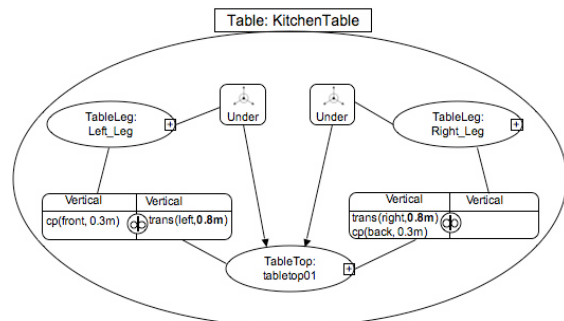 Table: KitchenTable
TableLeg:
Left_Leg
+
Under
Under
TableLeg:
Right_Leg
+
Vertical
Vertical
cp(front, 0.3m)
trans(left,0.8m)
Vertical
Vertical
trans(right,0.8m)
cp(back, 0.3m)
TableTop:
tabletop01
+